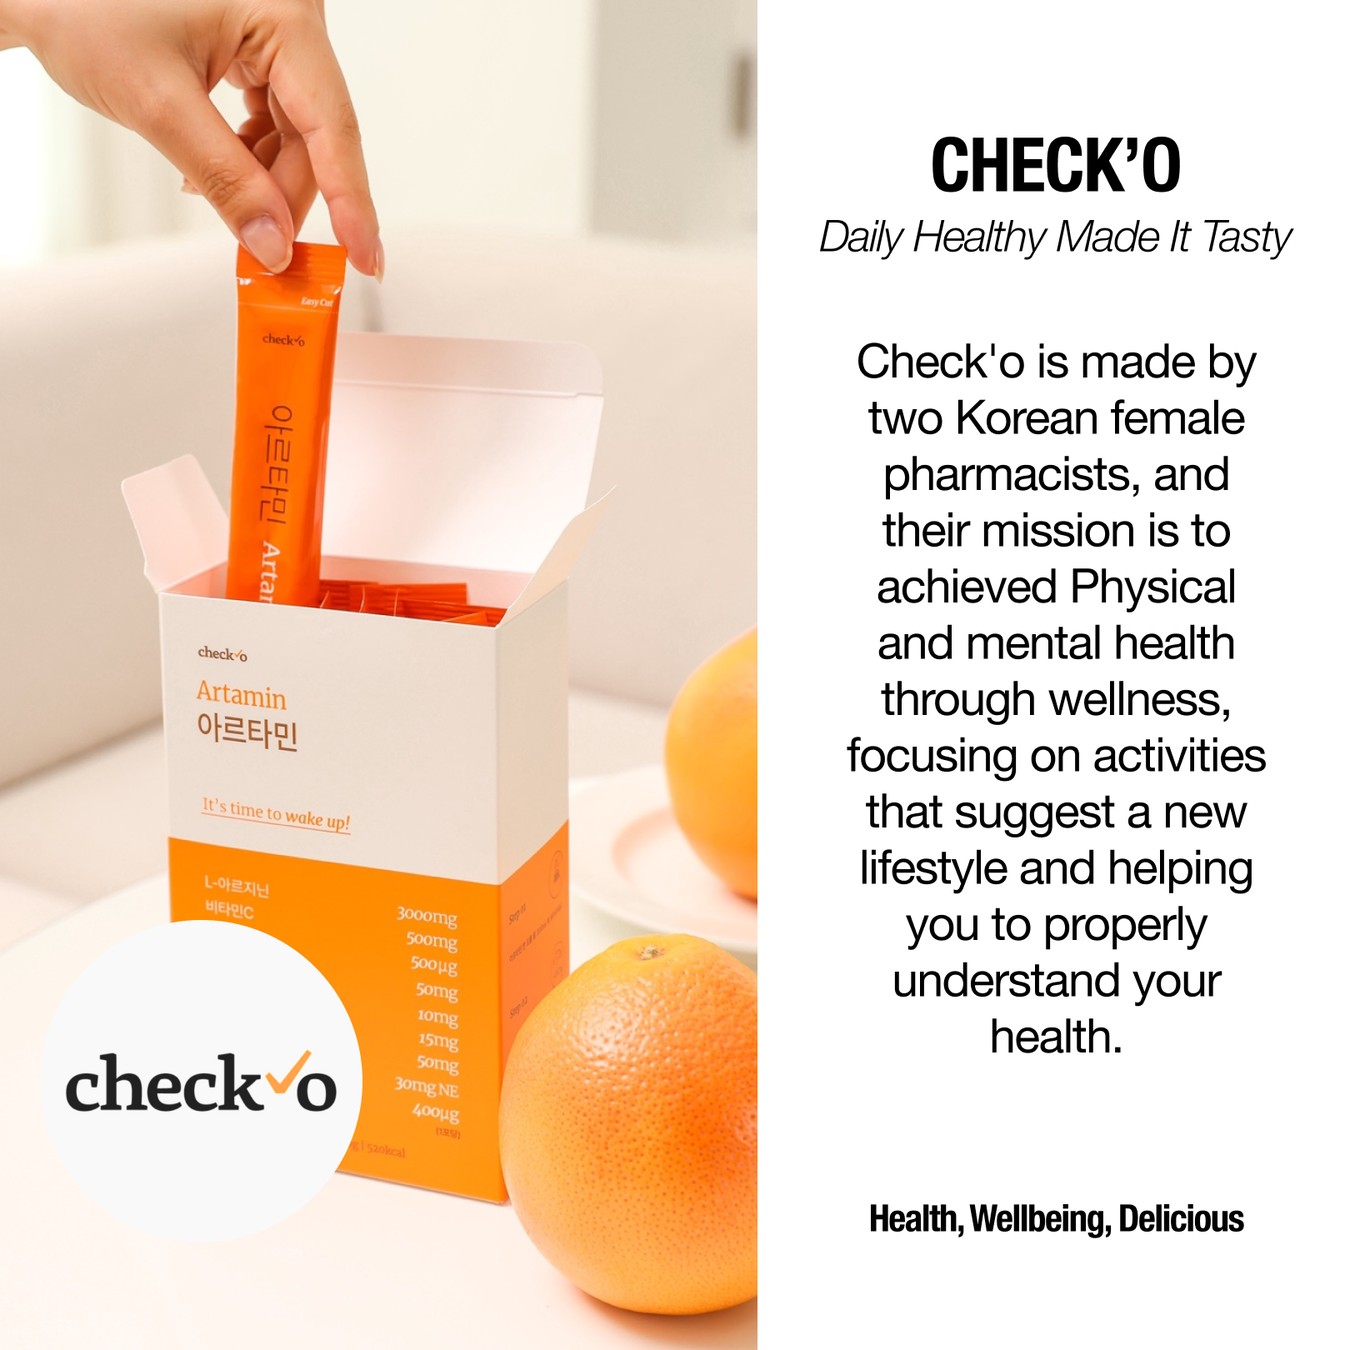 Easy Cut
check✓o
아르타민 Artam
check✓o
Artamin
아르타민
It's time to wake up!
L-아르지닌
비타민C
3000mg
500mg
500μg
50mg
10mg
15mg
50mg
30mg NE
400μg
520kcal
check✓o
CHECK’O
Daily Healthy Made It Tasty
Check'o is made by
two Korean female
pharmacists, and
their mission is to
achieved Physical
and mental health
through wellness,
focusing on activities
that suggest a new
lifestyle and helping
you to properly
understand your
health.
Health, Wellbeing, Delicious